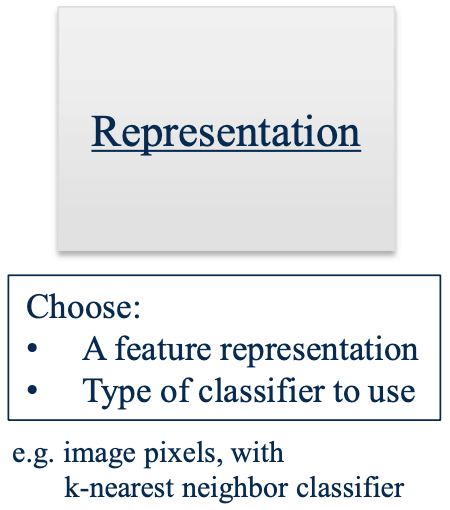 Representation
Choose:
• A feature representation
• Type of classifier to use
e.g. image pixels, with
k-nearest neighbor classifier